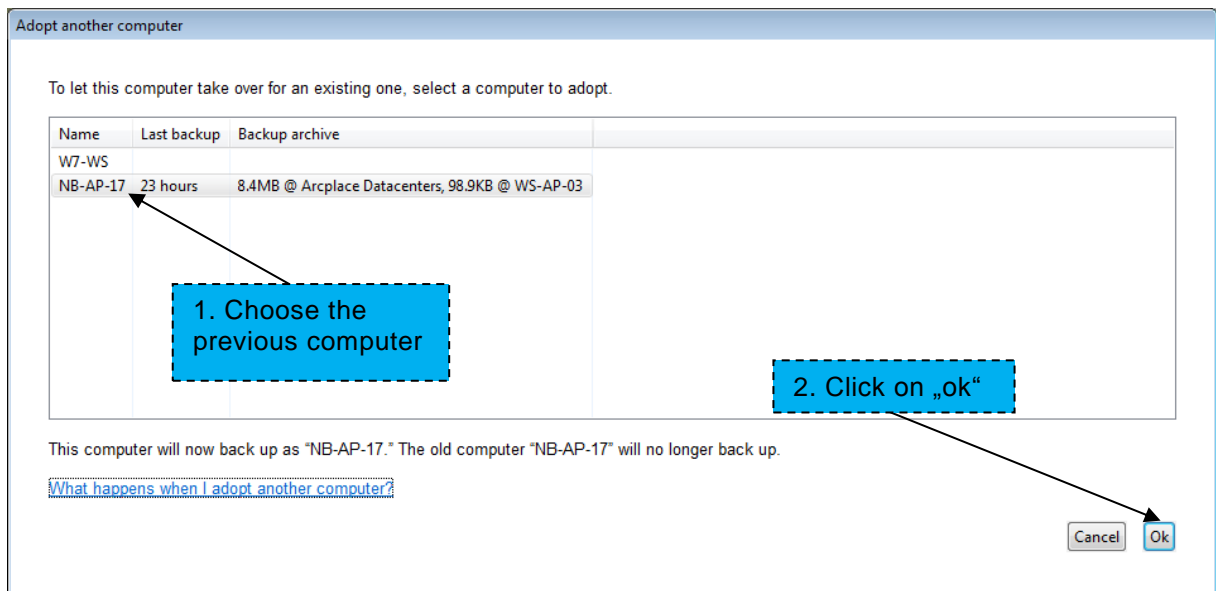 Adopt another computer
To let this computer take over for an existing one, select a computer to adopt.
Name Last backup Backup archive
W7-WS
NB-AP-17 23 hours 8.4MB @ Arcplace Datacenters, 98.9KB @ WS-AP-03
1. Choose the
previous computer
2. Click on „ok“
This computer will now back up as “NB-AP-17.” The old computer “NB-AP-17” will no longer back up.
What happens when I adopt another computer?
Cancel Ok